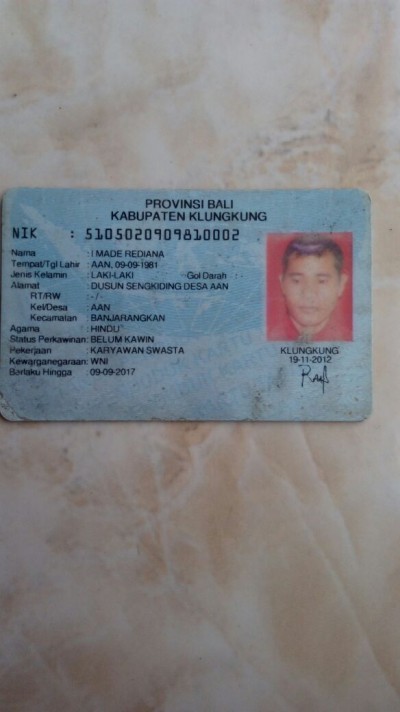 PROVINSI BALI
KABUPATEN KLUNGKUNG
NIK : 5105020909810002
Nama : I MADE REDIANA
Tempat/Tgl Lahir : AAN, 09-09-1981
Jenis Kelamin : LAKI-LAKI Gol Darah : -
Alamat : DUSUN SENGKIDING DESA AAN
RT/RW : -/-
Kel/Desa : AAN
Kecamatan : BANJARANGKAN
Agama : HINDU
Status Perkawinan: BELUM KAWIN
Pekerjaan : KARYAWAN SWASTA
Kewarganegaraan: WNI
Berlaku Hingga : 09-09-2017
KLUNGKUNG
19-11-2012